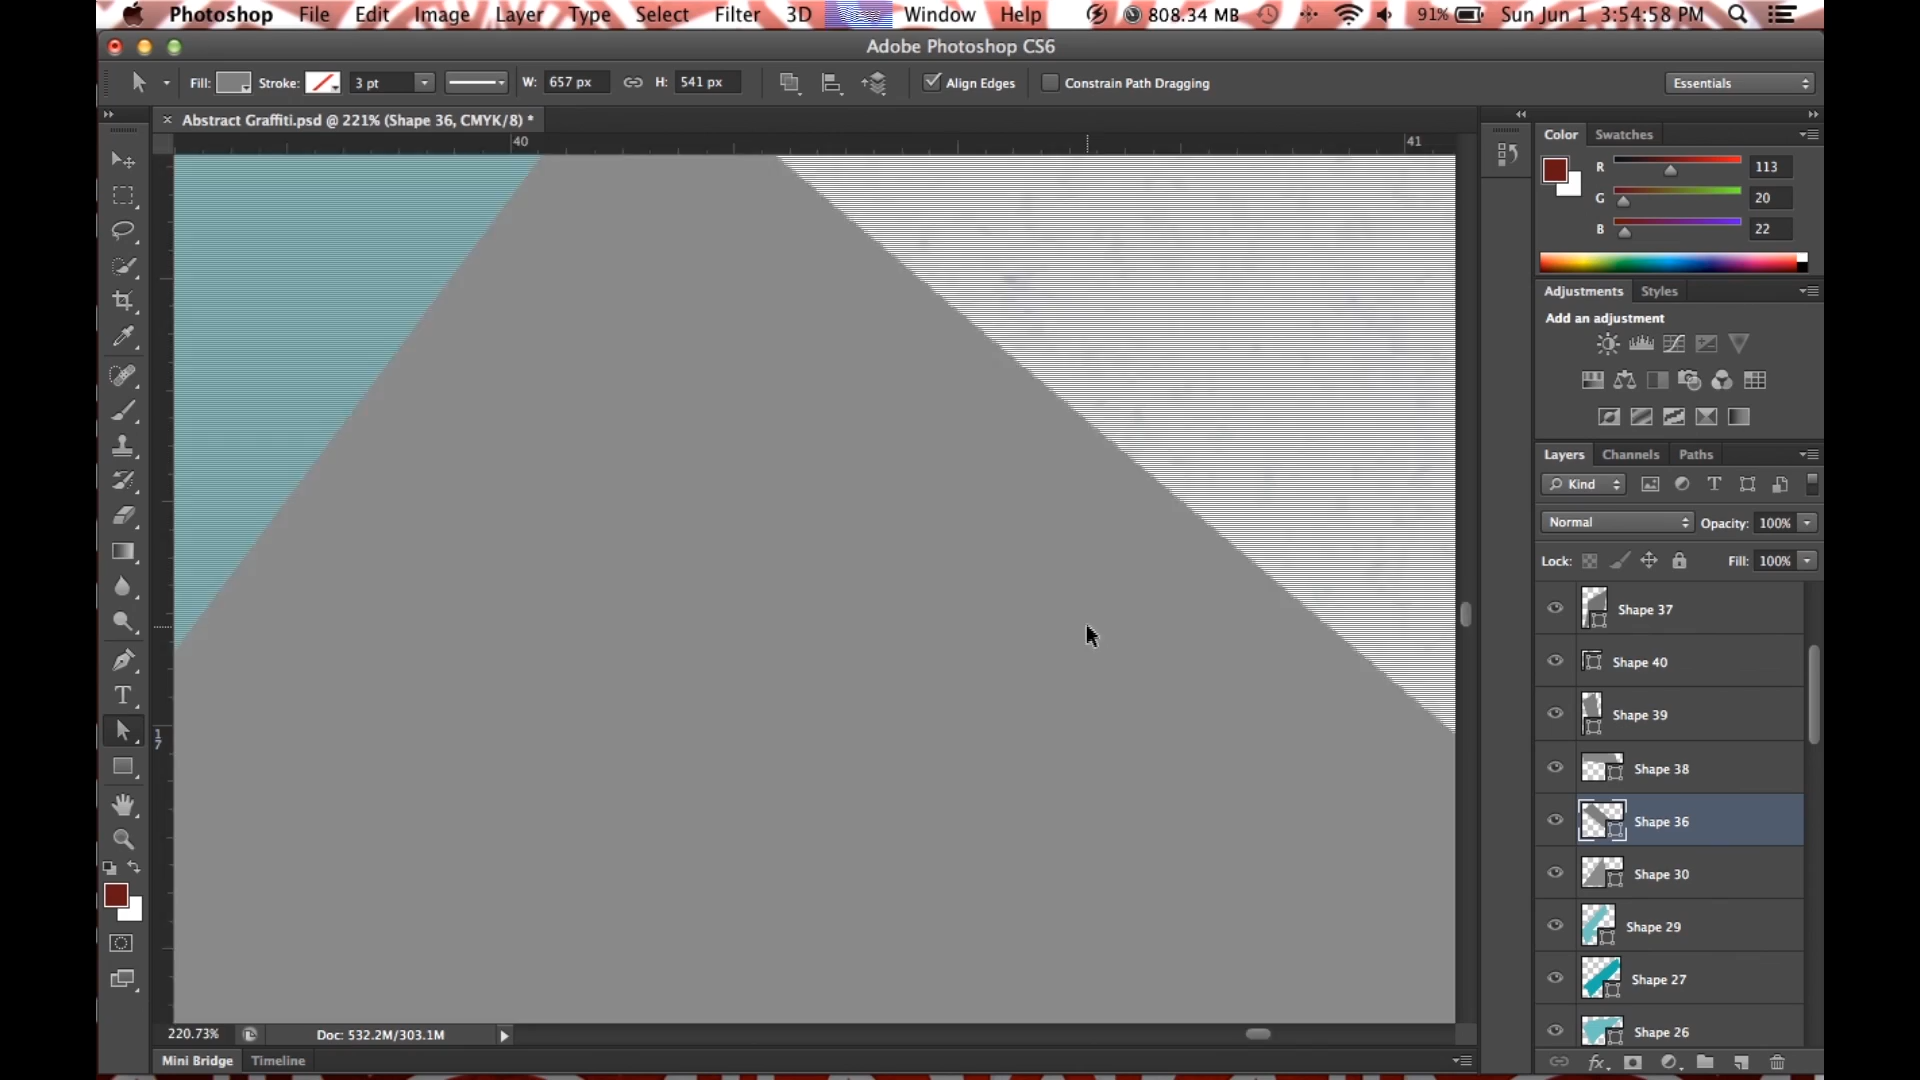 Photoshop File Edit Image Layer Type Select Filter 3D Window Help 808.34 MB 91% Sun Jun 1 3:54:58 PM
Adobe Photoshop CS6
Fill: Stroke: 3 pt W: 657 px H: 541 px Align Edges Constrain Path Dragging Essentials
× Abstract Graffiti.psd @ 221% (Shape 36, CMYK/8) *
40 41
17
Color Swatches
R 113
G 20
B 22
Adjustments Styles
Add an adjustment
Layers Channels Paths
Kind
Normal Opacity: 100%
Lock: Fill: 100%
Shape 37
Shape 40
Shape 39
Shape 38
Shape 36
Shape 30
Shape 29
Shape 27
Shape 26
220.73% Doc: 532.2M/303.1M
Mini Bridge Timeline